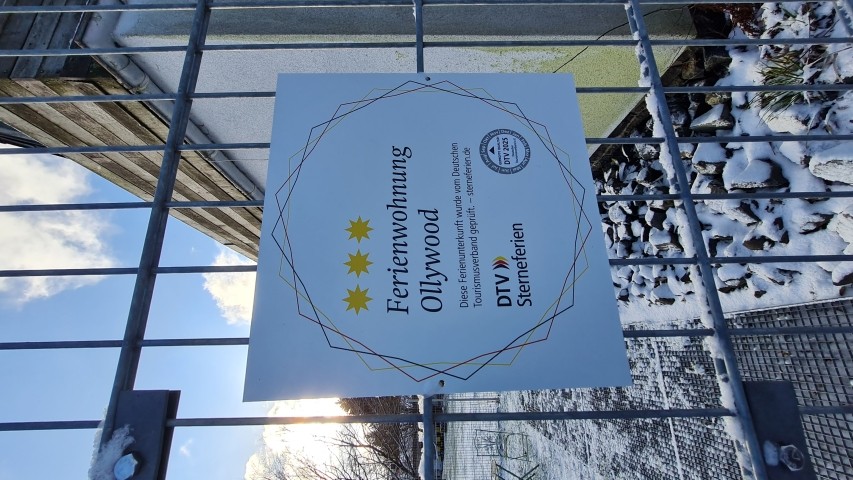 Ferienwohnung
Ollywood
Diese Ferienunterkunft wurde vom Deutschen
Tourismusverband geprüft. – sterneferien.de
DTV
Sterneferien
DTV 2025